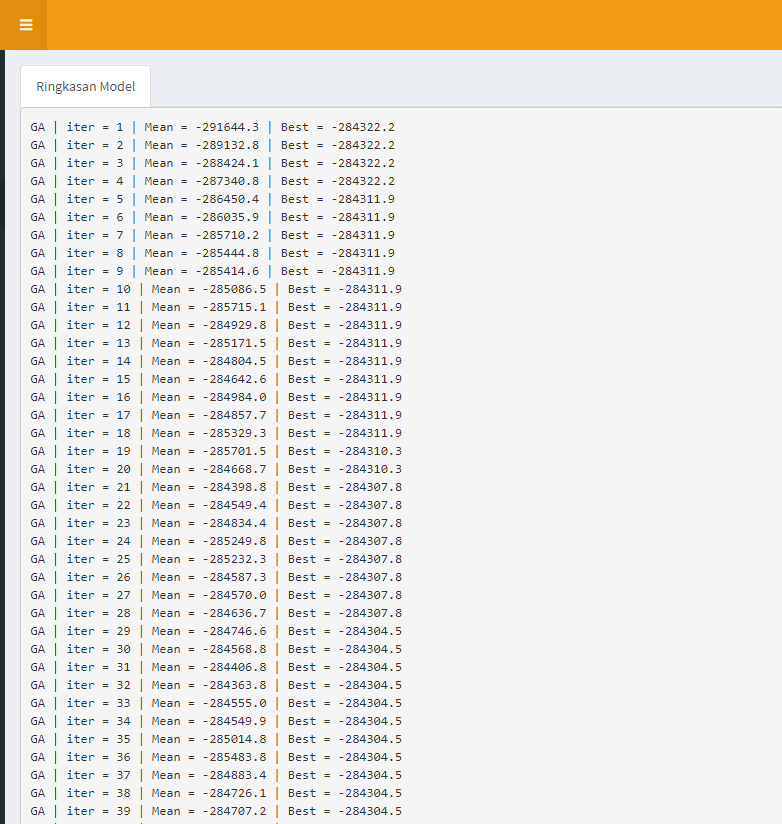 Ringkasan Model
GA | iter = 1 | Mean = -291644.3 | Best = -284322.2
GA | iter = 2 | Mean = -289132.8 | Best = -284322.2
GA | iter = 3 | Mean = -288424.1 | Best = -284322.2
GA | iter = 4 | Mean = -287340.8 | Best = -284322.2
GA | iter = 5 | Mean = -286450.4 | Best = -284311.9
GA | iter = 6 | Mean = -286035.9 | Best = -284311.9
GA | iter = 7 | Mean = -285710.2 | Best = -284311.9
GA | iter = 8 | Mean = -285444.8 | Best = -284311.9
GA | iter = 9 | Mean = -285414.6 | Best = -284311.9
GA | iter = 10 | Mean = -285086.5 | Best = -284311.9
GA | iter = 11 | Mean = -285715.1 | Best = -284311.9
GA | iter = 12 | Mean = -284929.8 | Best = -284311.9
GA | iter = 13 | Mean = -285171.5 | Best = -284311.9
GA | iter = 14 | Mean = -284804.5 | Best = -284311.9
GA | iter = 15 | Mean = -284642.6 | Best = -284311.9
GA | iter = 16 | Mean = -284984.0 | Best = -284311.9
GA | iter = 17 | Mean = -284857.7 | Best = -284311.9
GA | iter = 18 | Mean = -285329.3 | Best = -284311.9
GA | iter = 19 | Mean = -285701.5 | Best = -284310.3
GA | iter = 20 | Mean = -284668.7 | Best = -284310.3
GA | iter = 21 | Mean = -284398.8 | Best = -284307.8
GA | iter = 22 | Mean = -284549.4 | Best = -284307.8
GA | iter = 23 | Mean = -284834.4 | Best = -284307.8
GA | iter = 24 | Mean = -285249.8 | Best = -284307.8
GA | iter = 25 | Mean = -285232.3 | Best = -284307.8
GA | iter = 26 | Mean = -284587.3 | Best = -284307.8
GA | iter = 27 | Mean = -284570.0 | Best = -284307.8
GA | iter = 28 | Mean = -284636.7 | Best = -284307.8
GA | iter = 29 | Mean = -284746.6 | Best = -284304.5
GA | iter = 30 | Mean = -284568.8 | Best = -284304.5
GA | iter = 31 | Mean = -284406.8 | Best = -284304.5
GA | iter = 32 | Mean = -284363.8 | Best = -284304.5
GA | iter = 33 | Mean = -284555.0 | Best = -284304.5
GA | iter = 34 | Mean = -284549.9 | Best = -284304.5
GA | iter = 35 | Mean = -285014.8 | Best = -284304.5
GA | iter = 36 | Mean = -285483.8 | Best = -284304.5
GA | iter = 37 | Mean = -284883.4 | Best = -284304.5
GA | iter = 38 | Mean = -284726.1 | Best = -284304.5
GA | iter = 39 | Mean = -284707.2 | Best = -284304.5